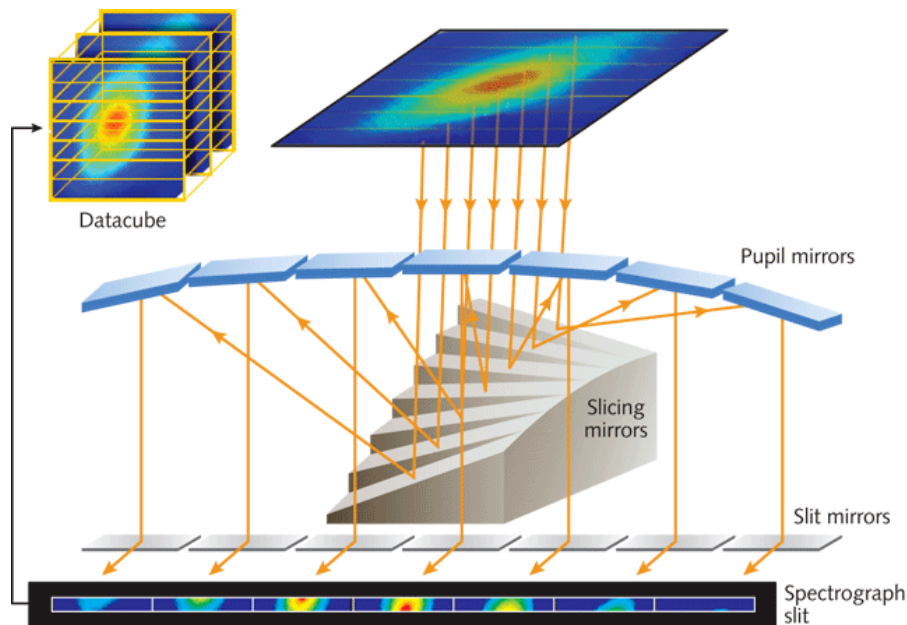 Datacube
Pupil mirrors
Slicing
mirrors
Slit mirrors
Spectrograph
slit